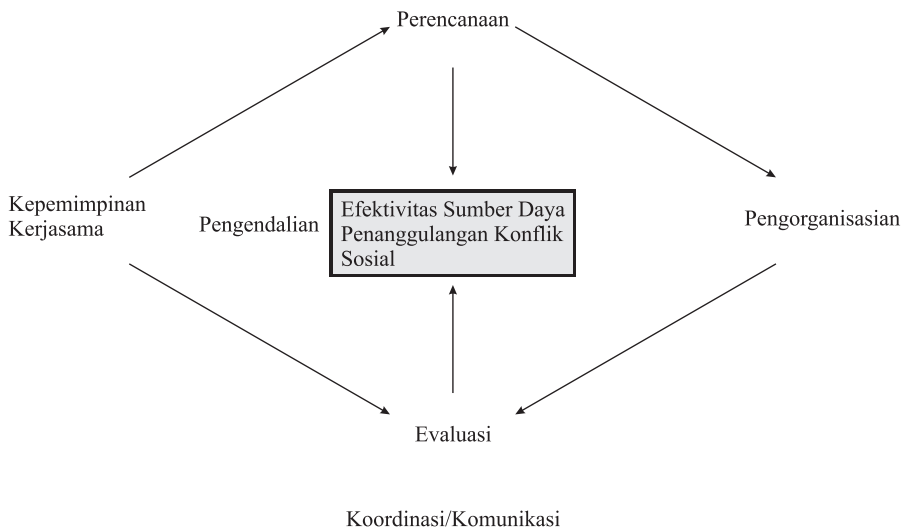 Perencanaan
Kepemimpinan
Kerjasama
Pengendalian
Efektivitas Sumber Daya
Penanggulangan Konflik
Sosial
Pengorganisasian
Evaluasi
Koordinasi/Komunikasi